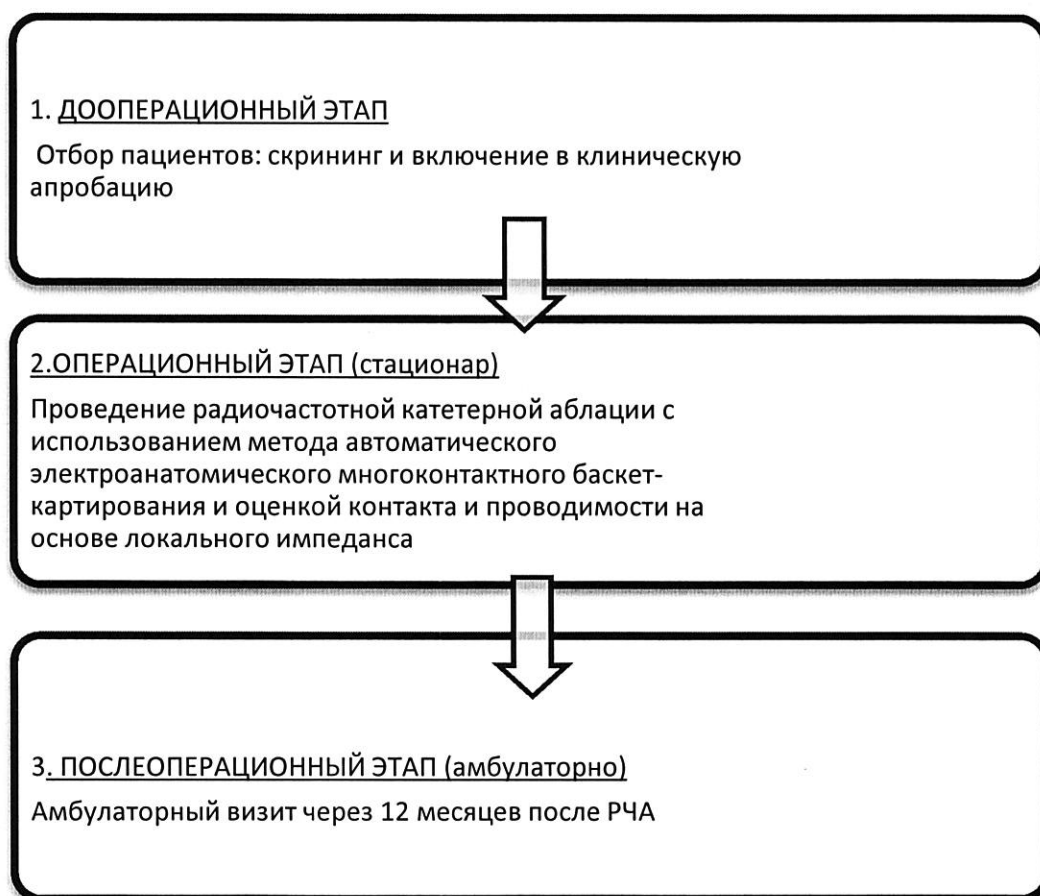 1. ДООПЕРАЦИОННЫЙ ЭТАП
Отбор пациентов: скрининг и включение в клиническую
апробацию
2.ОПЕРАЦИОННЫЙ ЭТАП (стационар)
Проведение радиочастотной катетерной аблации с
использованием метода автоматического
электроанатомического многоконтактного баскет-
картирования и оценкой контакта и проводимости на
основе локального импеданса
3. ПОСЛЕОПЕРАЦИОННЫЙ ЭТАП (амбулаторно)
Амбулаторный визит через 12 месяцев после РЧА